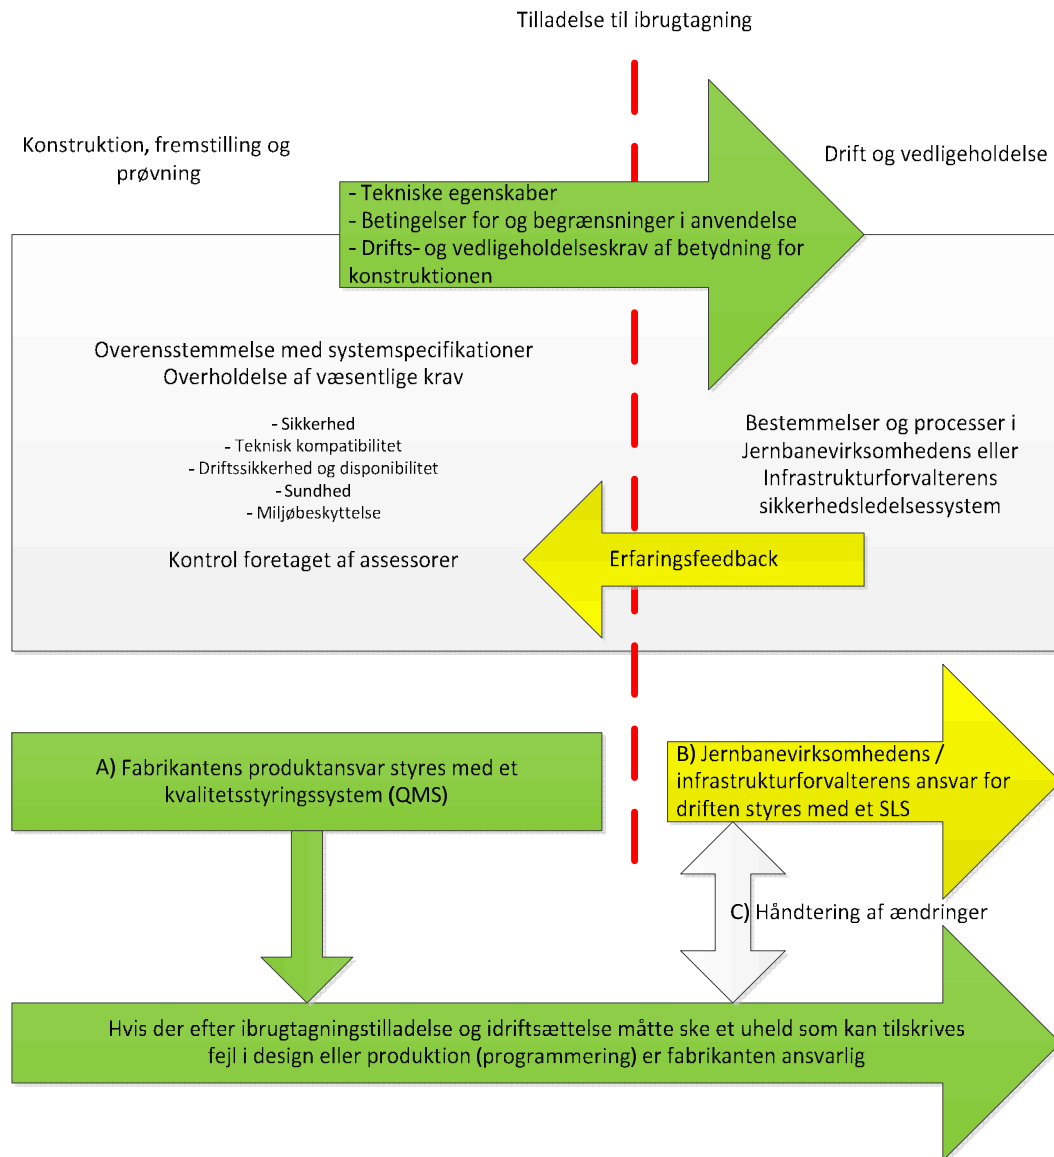 Tilladelse til ibrugtagning
Konstruktion, fremstilling og
prøvning
Drift og vedligeholdelse
- Tekniske egenskaber
- Betingelser for og begrænsninger i anvendelse
- Drifts- og vedligeholdelseskrav af betydning for
konstruktionen
Overensstemmelse med systemspecifikationer
Overholdelse af væsentlige krav
- Sikkerhed
- Teknisk kompatibilitet
- Driftssikkerhed og disponibilitet
- Sundhed
- Miljøbeskyttelse
Kontrol foretaget af assessorer
Bestemmelser og processer i
Jernbanevirksomhedens eller
Infrastrukturforvalterens
sikkerhedsledelsessystem
Erfaringsfeedback
A) Fabrikantens produktansvar styres med et
kvalitetsstyringssystem (QMS)
B) Jernbanevirksomhedens /
infrastrukturforvalterens ansvar for
driften styres med et SLS
C) Håndtering af ændringer
Hvis der efter ibrugtagningstilladelse og idriftsættelse måtte ske et uheld som kan tilskrives
fejl i design eller produktion (programmering) er fabrikanten ansvarlig